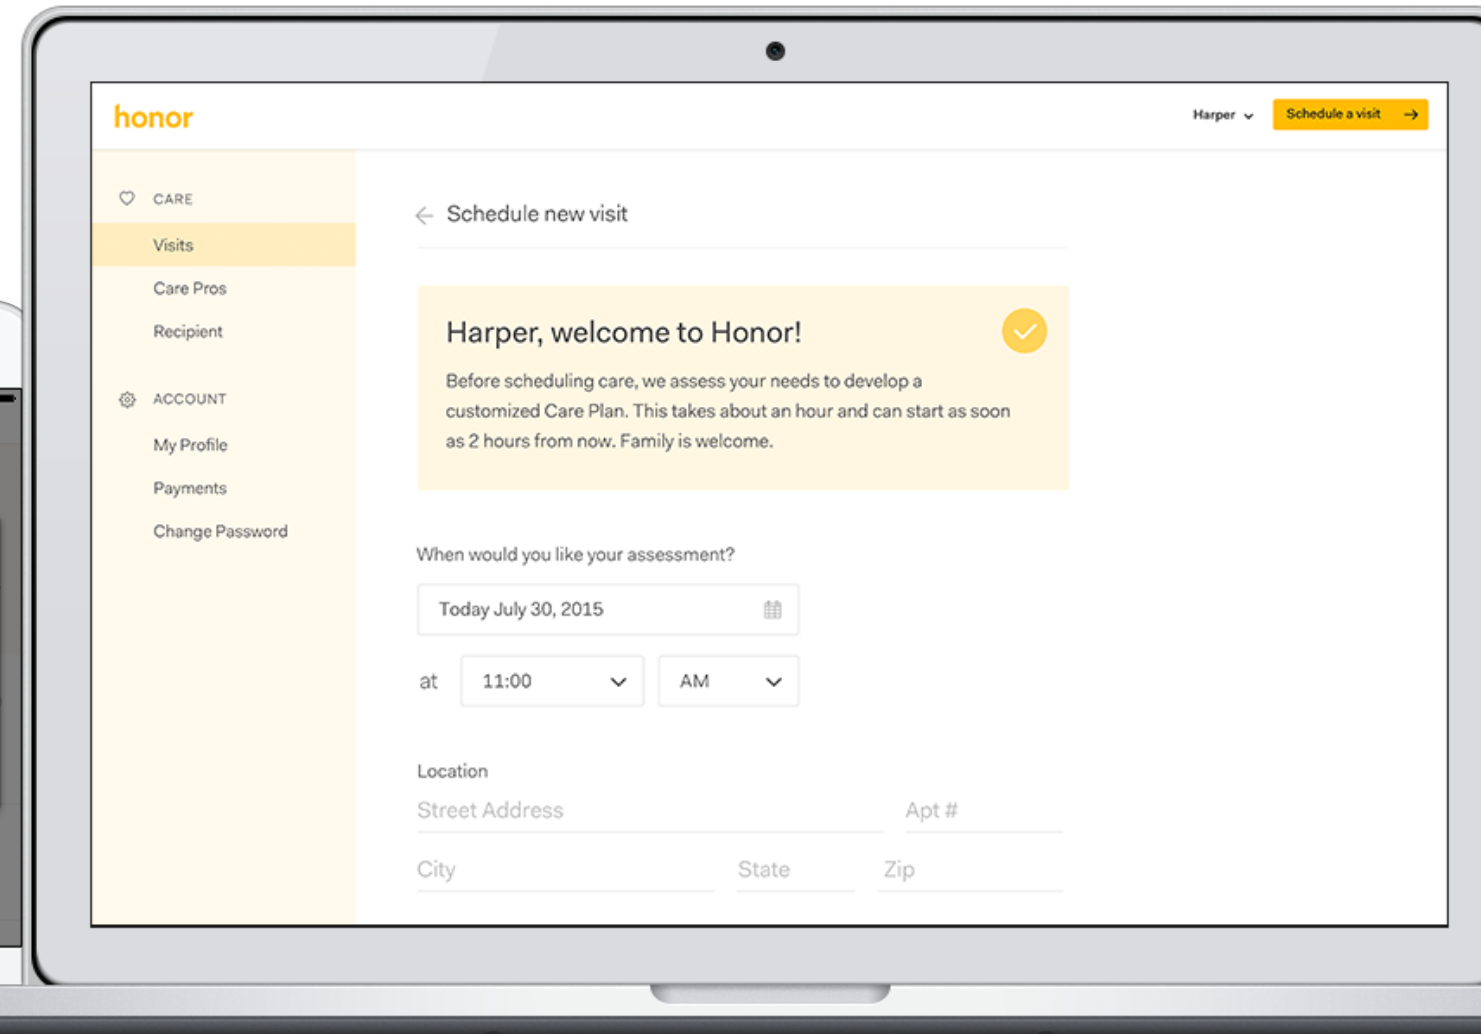 honor
Harper
Schedule a visit
CARE
Visits
Care Pros
Recipient
ACCOUNT
My Profile
Payments
Change Password
Schedule new visit
Harper, welcome to Honor!
Before scheduling care, we assess your needs to develop a
customized Care Plan. This takes about an hour and can start as soon
as 2 hours from now. Family is welcome.
When would you like your assessment?
Today July 30, 2015
at 11:00 AM
Location
Street Address Apt #
City State Zip